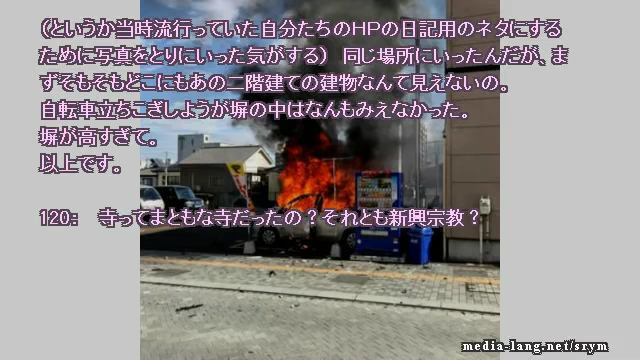 （というか当時流行っていた自分たちのＨＰの日記用のネタにする
ために写真をとりにいった気がする）　同じ場所にいったんだが、ま
ずそもそもどこにもあの二階建ての建物なんて見えないの。
自転車立ちこぎしようが塀の中はなんもみえなかった。
塀が高すぎて。
以上です。
120：　寺ってまともな寺だったの？それとも新興宗教？
media-lang.net/srym